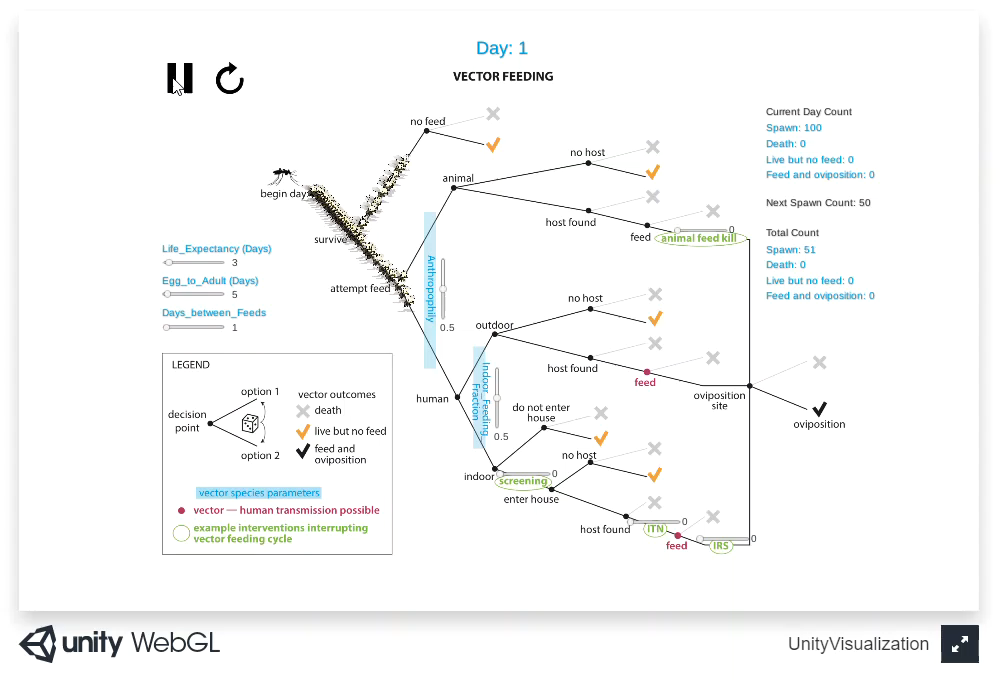 Day: 1
VECTOR FEEDING
Current Day Count
Spawn: 100
Death: 0
Live but no feed: 0
Feed and oviposition: 0
Next Spawn Count: 50
Total Count
Spawn: 51
Death: 0
Live but no feed: 0
Feed and oviposition: 0
no feed
begin day
survive
attempt feed
animal
no host
host found
feed
0
animal feed kill
Anthropophily
0.5
Life_Expectancy (Days)
3
Egg_to_Adult (Days)
5
Days_between_Feeds
1
human
outdoor
no host
host found
feed
oviposition
site
oviposition
Indoor_Feeding_
Fraction
0.5
indoor
do not enter
house
0
screening
enter house
no host
host found
0
ITN
feed
0
IRS
LEGEND
option 1
decision
point
option 2
vector outcomes
death
live but no feed
feed and
oviposition
vector species parameters
vector — human transmission possible
example interventions interrupting
vector feeding cycle
unity WebGL
UnityVisualization